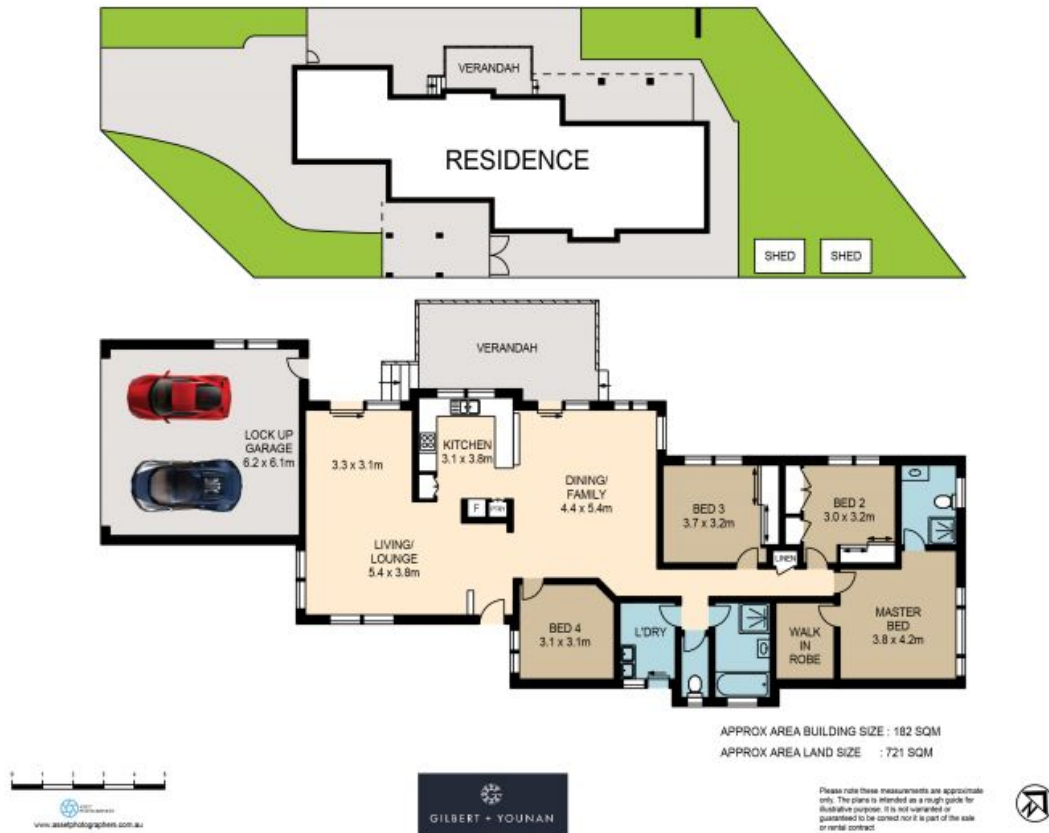 VERANDAH
RESIDENCE
SHED
SHED
VERANDAH
LOCK UP
GARAGE
6.2 x 6.1m
3.3 x 3.1m
KITCHEN
3.1 x 3.8m
F
PTRY
DINING/
FAMILY
4.4 x 5.4m
LIVING/
LOUNGE
5.4 x 3.8m
BED 3
3.7 x 3.2m
BED 2
3.0 x 3.2m
LINEN
BED 4
3.1 x 3.1m
L'DRY
WALK
IN
ROBE
MASTER
BED
3.8 x 4.2m
APPROX AREA BUILDING SIZE : 182 SQM
APPROX AREA LAND SIZE : 721 SQM
www.assetphotographers.com.au
GILBERT + YOUNAN
Please note these measurements are approximate
only. The plans is intended as a rough guide for
illustrative purpose. It is not warranted or
guaranteed to be correct nor it is part of the sale
or rental contract